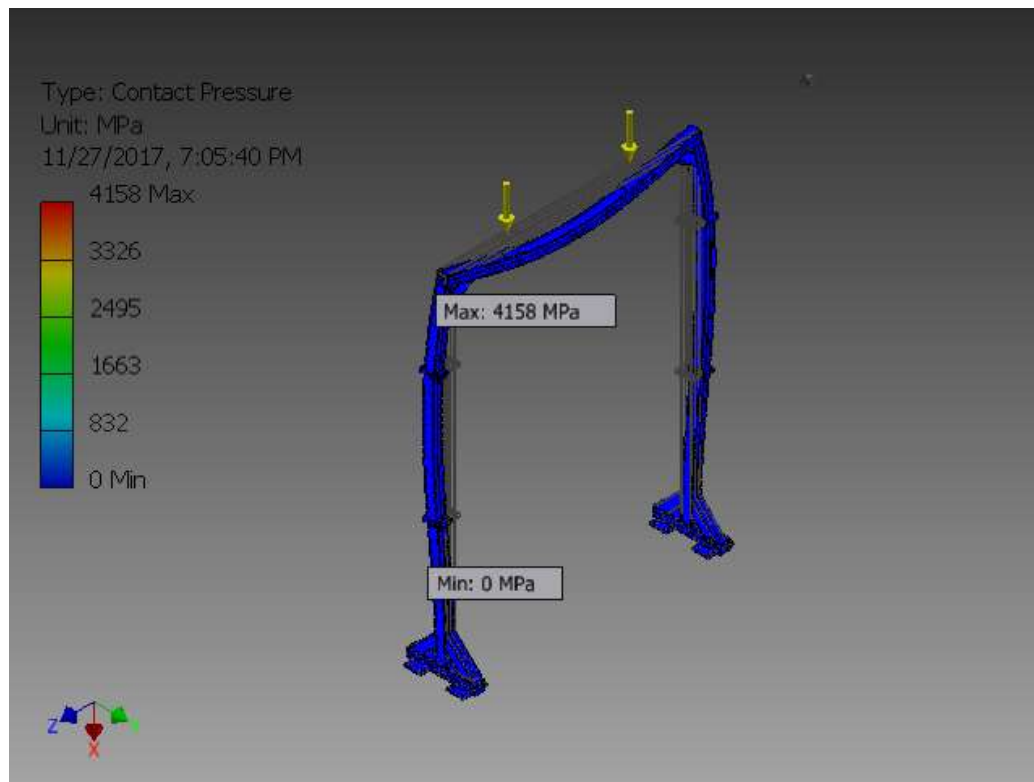 Type: Contact Pressure
Unit: MPa
11/27/2017, 7:05:40 PM
4158 Max
3326
2495
1663
832
0 Min
Max: 4158 MPa
Min: 0 MPa
Z
X